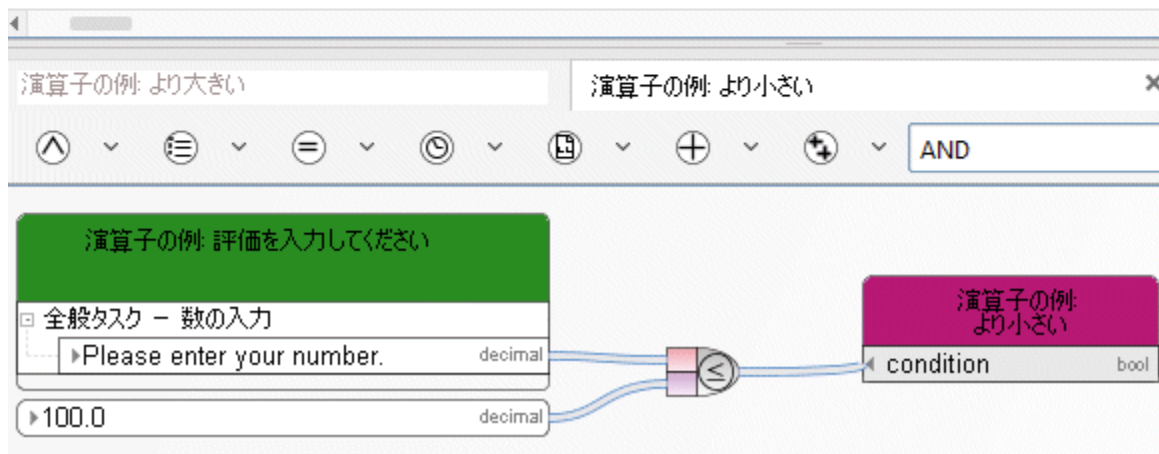 演算子の例: より大きい
演算子の例: より小さい
AND
演算子の例: 評価を入力してください
全般タスク － 数の入力
Please enter your number. decimal
100.0 decimal
≤
演算子の例:
より小さい
condition bool